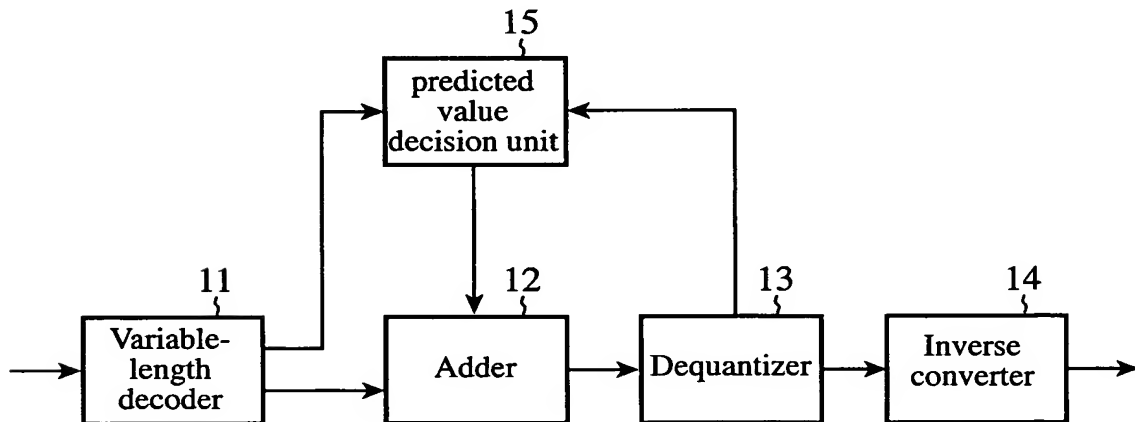 15
predicted
value
decision unit
11
Variable-
length
decoder
12
Adder
13
Dequantizer
14
Inverse
converter